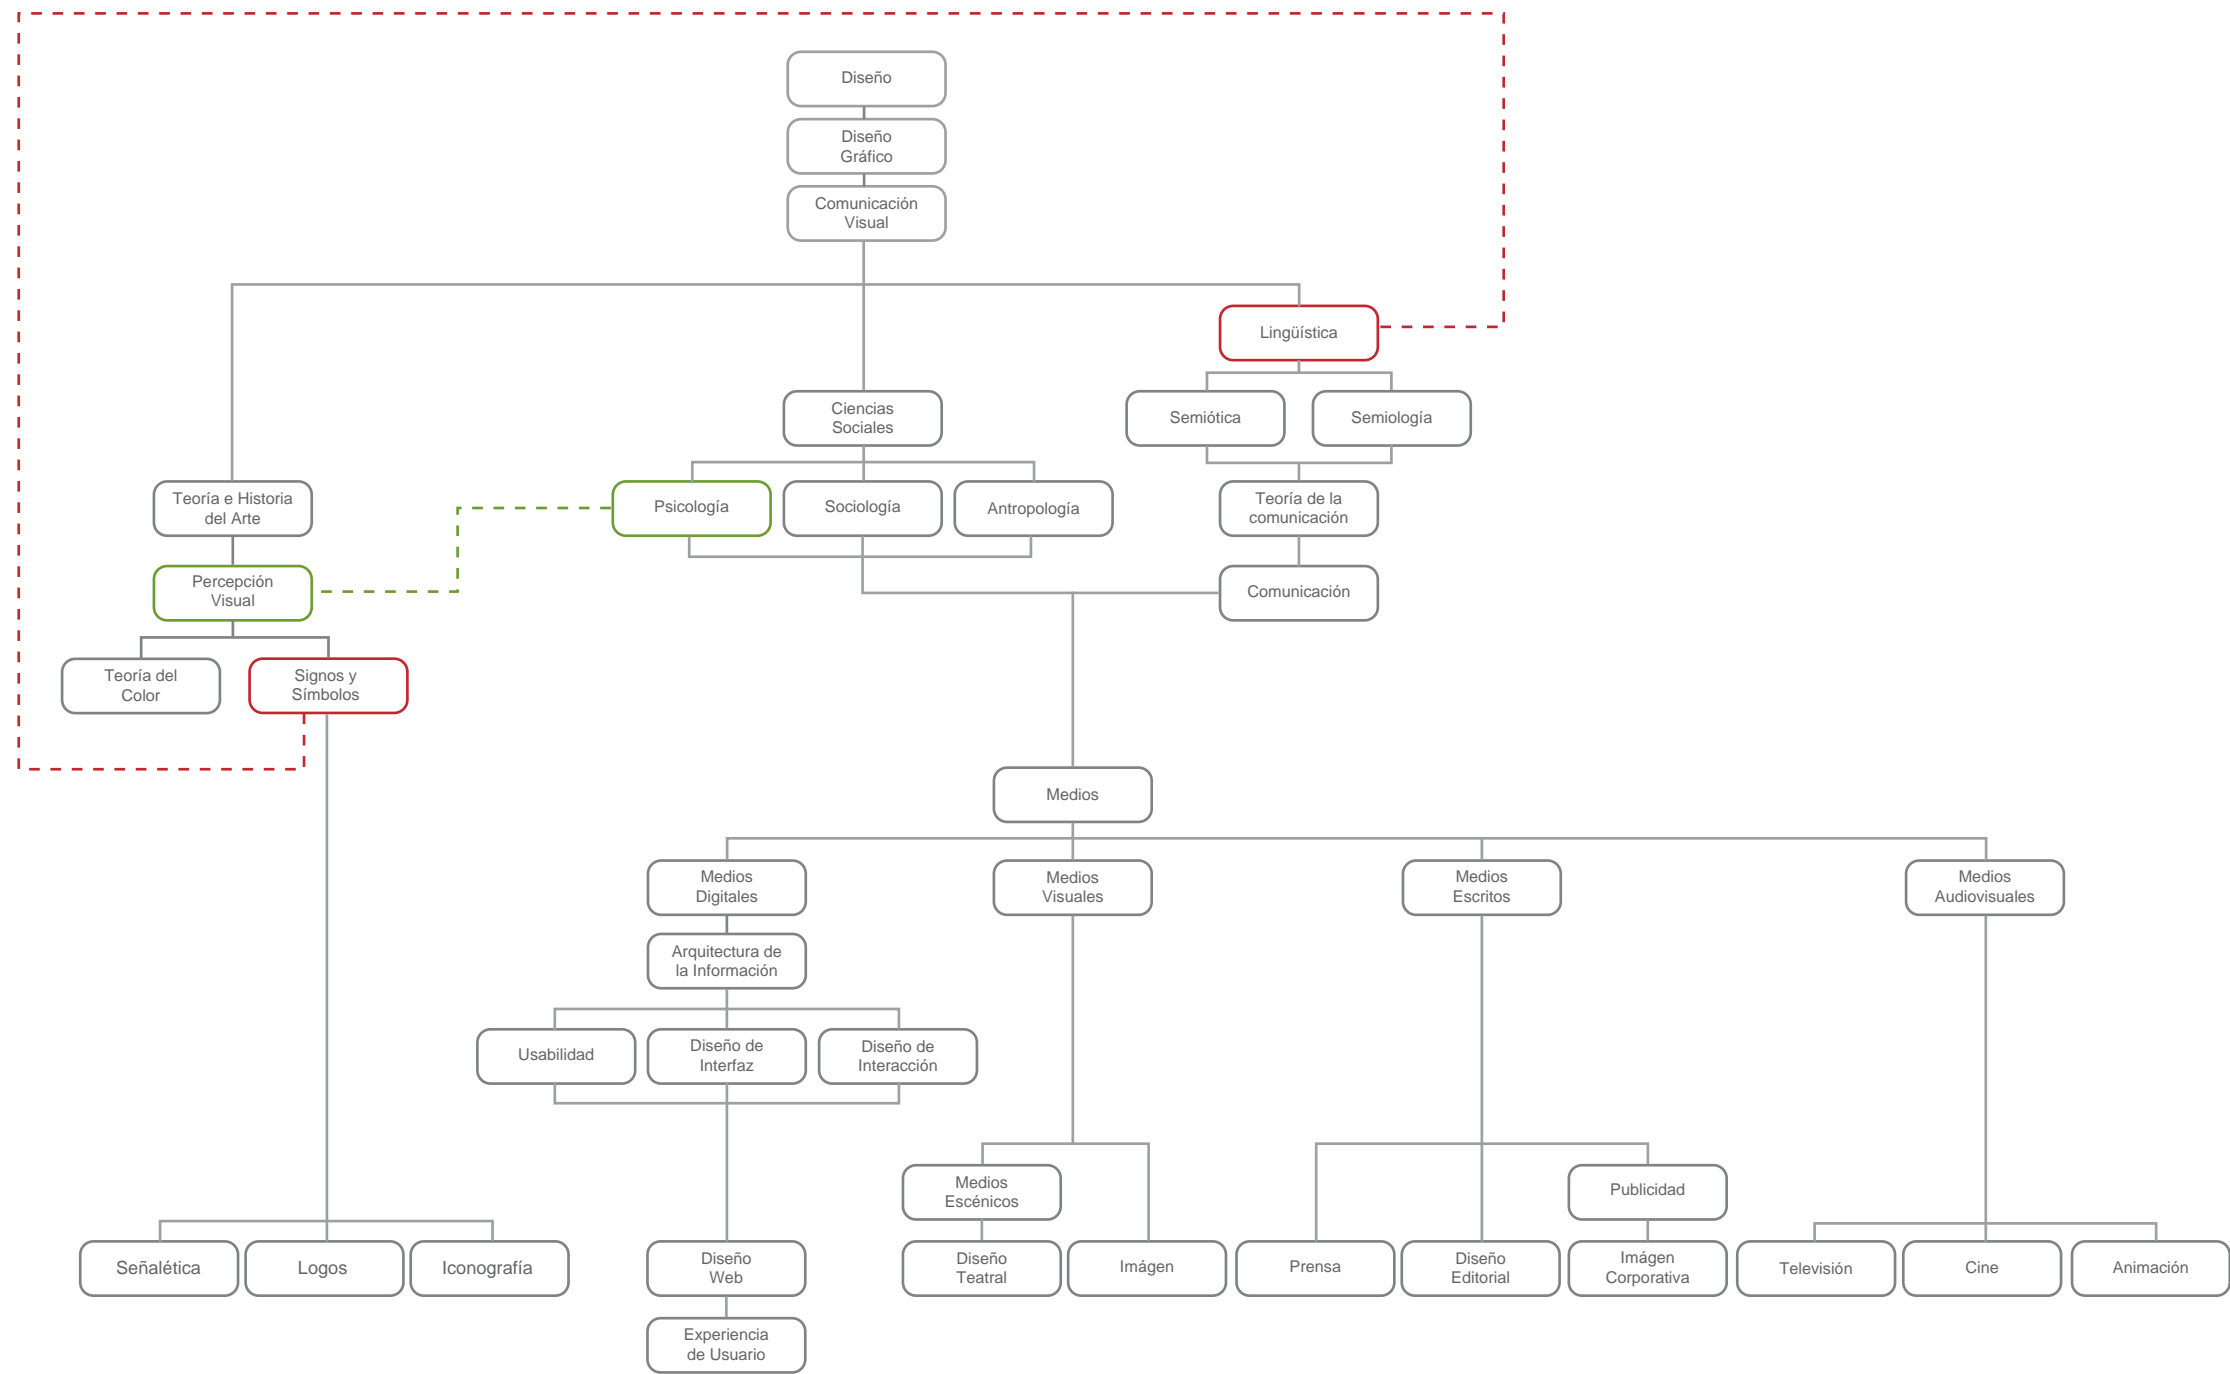 Diseño
Diseño
Gráfico
Comunicación
Visual
Lingüística
Ciencias
Sociales
Semiótica
Semiología
Teoría e Historia
del Arte
Psicología
Sociología
Antropología
Teoría de la
comunicación
Percepción
Visual
Comunicación
Teoría del
Color
Signos y
Símbolos
Medios
Medios
Digitales
Medios
Visuales
Medios
Escritos
Medios
Audiovisuales
Arquitectura de
la Información
Usabilidad
Diseño de
Interfaz
Diseño de
Interacción
Medios
Escénicos
Publicidad
Señalética
Logos
Iconografía
Diseño
Web
Diseño
Teatral
Imágen
Prensa
Diseño
Editorial
Imágen
Corporativa
Televisión
Cine
Animación
Experiencia
de Usuario